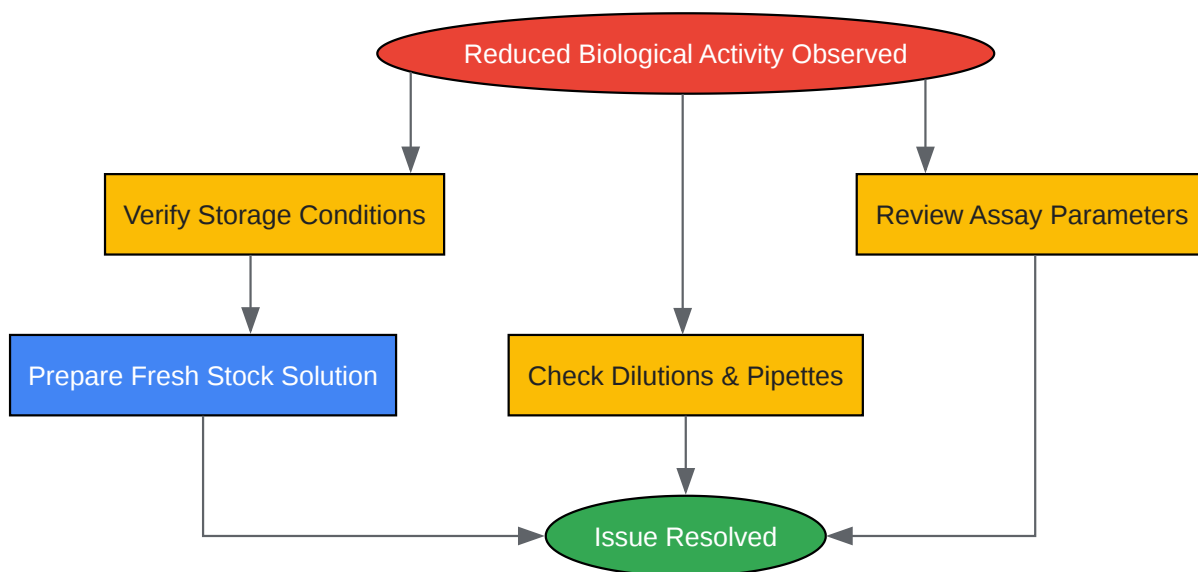 Reduced Biological Activity Observed
Verify Storage Conditions
Review Assay Parameters
Prepare Fresh Stock Solution
Check Dilutions & Pipettes
Issue Resolved